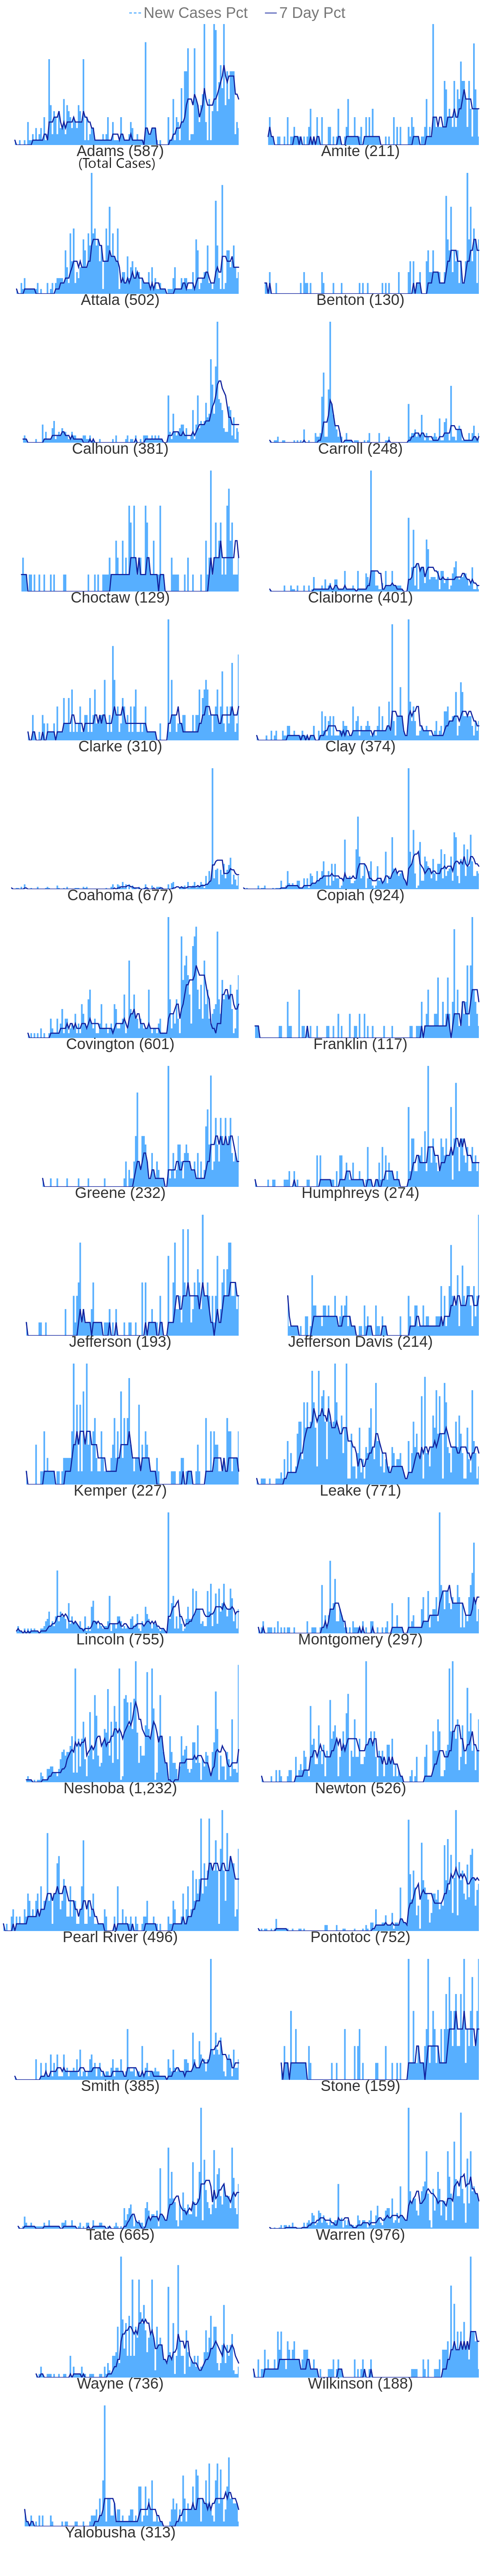 New Cases Pct 7 Day Pct
Adams (587) Amite (211)
(Total Cases)
Attala (502) Benton (130)
Calhoun (381) Carroll (248)
Choctaw (129) Claiborne (401)
Clarke (310) Clay (374)
Coahoma (677) Copiah (924)
Covington (601) Franklin (117)
Greene (232) Humphreys (274)
Jefferson (193) Jefferson Davis (214)
Kemper (227) Leake (771)
Lincoln (755) Montgomery (297)
Neshoba (1,232) Newton (526)
Pearl River (496) Pontotoc (752)
Smith (385) Stone (159)
Tate (665) Warren (976)
Wayne (736) Wilkinson (188)
Yalobusha (313)